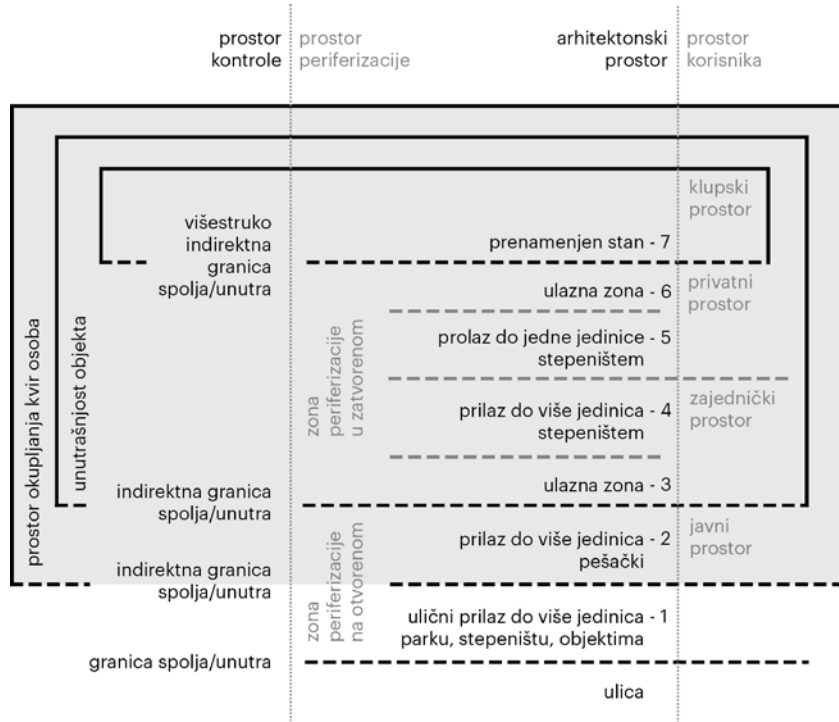 prostor
kontrole
prostor
periferizacije
arhitektonski
prostor
prostor
korisnika
klupski
prostor
višestruko
indirektna
granica
spolja/unutra
prenamenjen stan - 7
privatni
prostor
ulazna zona - 6
prolaz do jedne jedinice - 5
stepeništem
zona
periferizacije
u zatvorenom
zajednički
prostor
prilaz do više jedinica - 4
stepeništem
prostor okupljanja kvir osoba
unutrašnjost objekta
ulazna zona - 3
indirektna granica
spolja/unutra
javni
prostor
prilaz do više jedinica - 2
pešački
indirektna granica
spolja/unutra
zona
periferizacije
na otvorenom
ulični prilaz do više jedinica - 1
parku, stepeništu, objektima
granica spolja/unutra
ulica